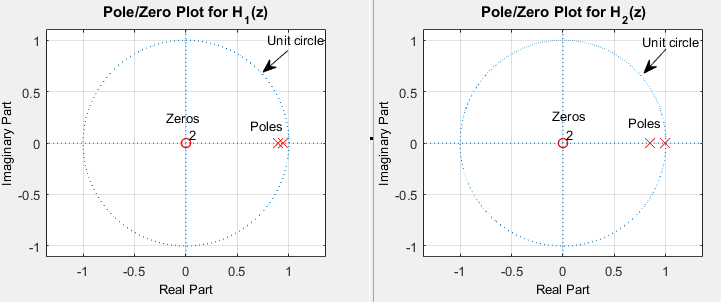 Pole/Zero Plot for H1(z)
Unit circle
Zeros
2
Poles
Imaginary Part
1
0.5
0
-0.5
-1
-1
-0.5
0
0.5
1
Real Part
Pole/Zero Plot for H2(z)
Unit circle
Zeros
2
Poles
Imaginary Part
1
0.5
0
-0.5
-1
-1
-0.5
0
0.5
1
Real Part